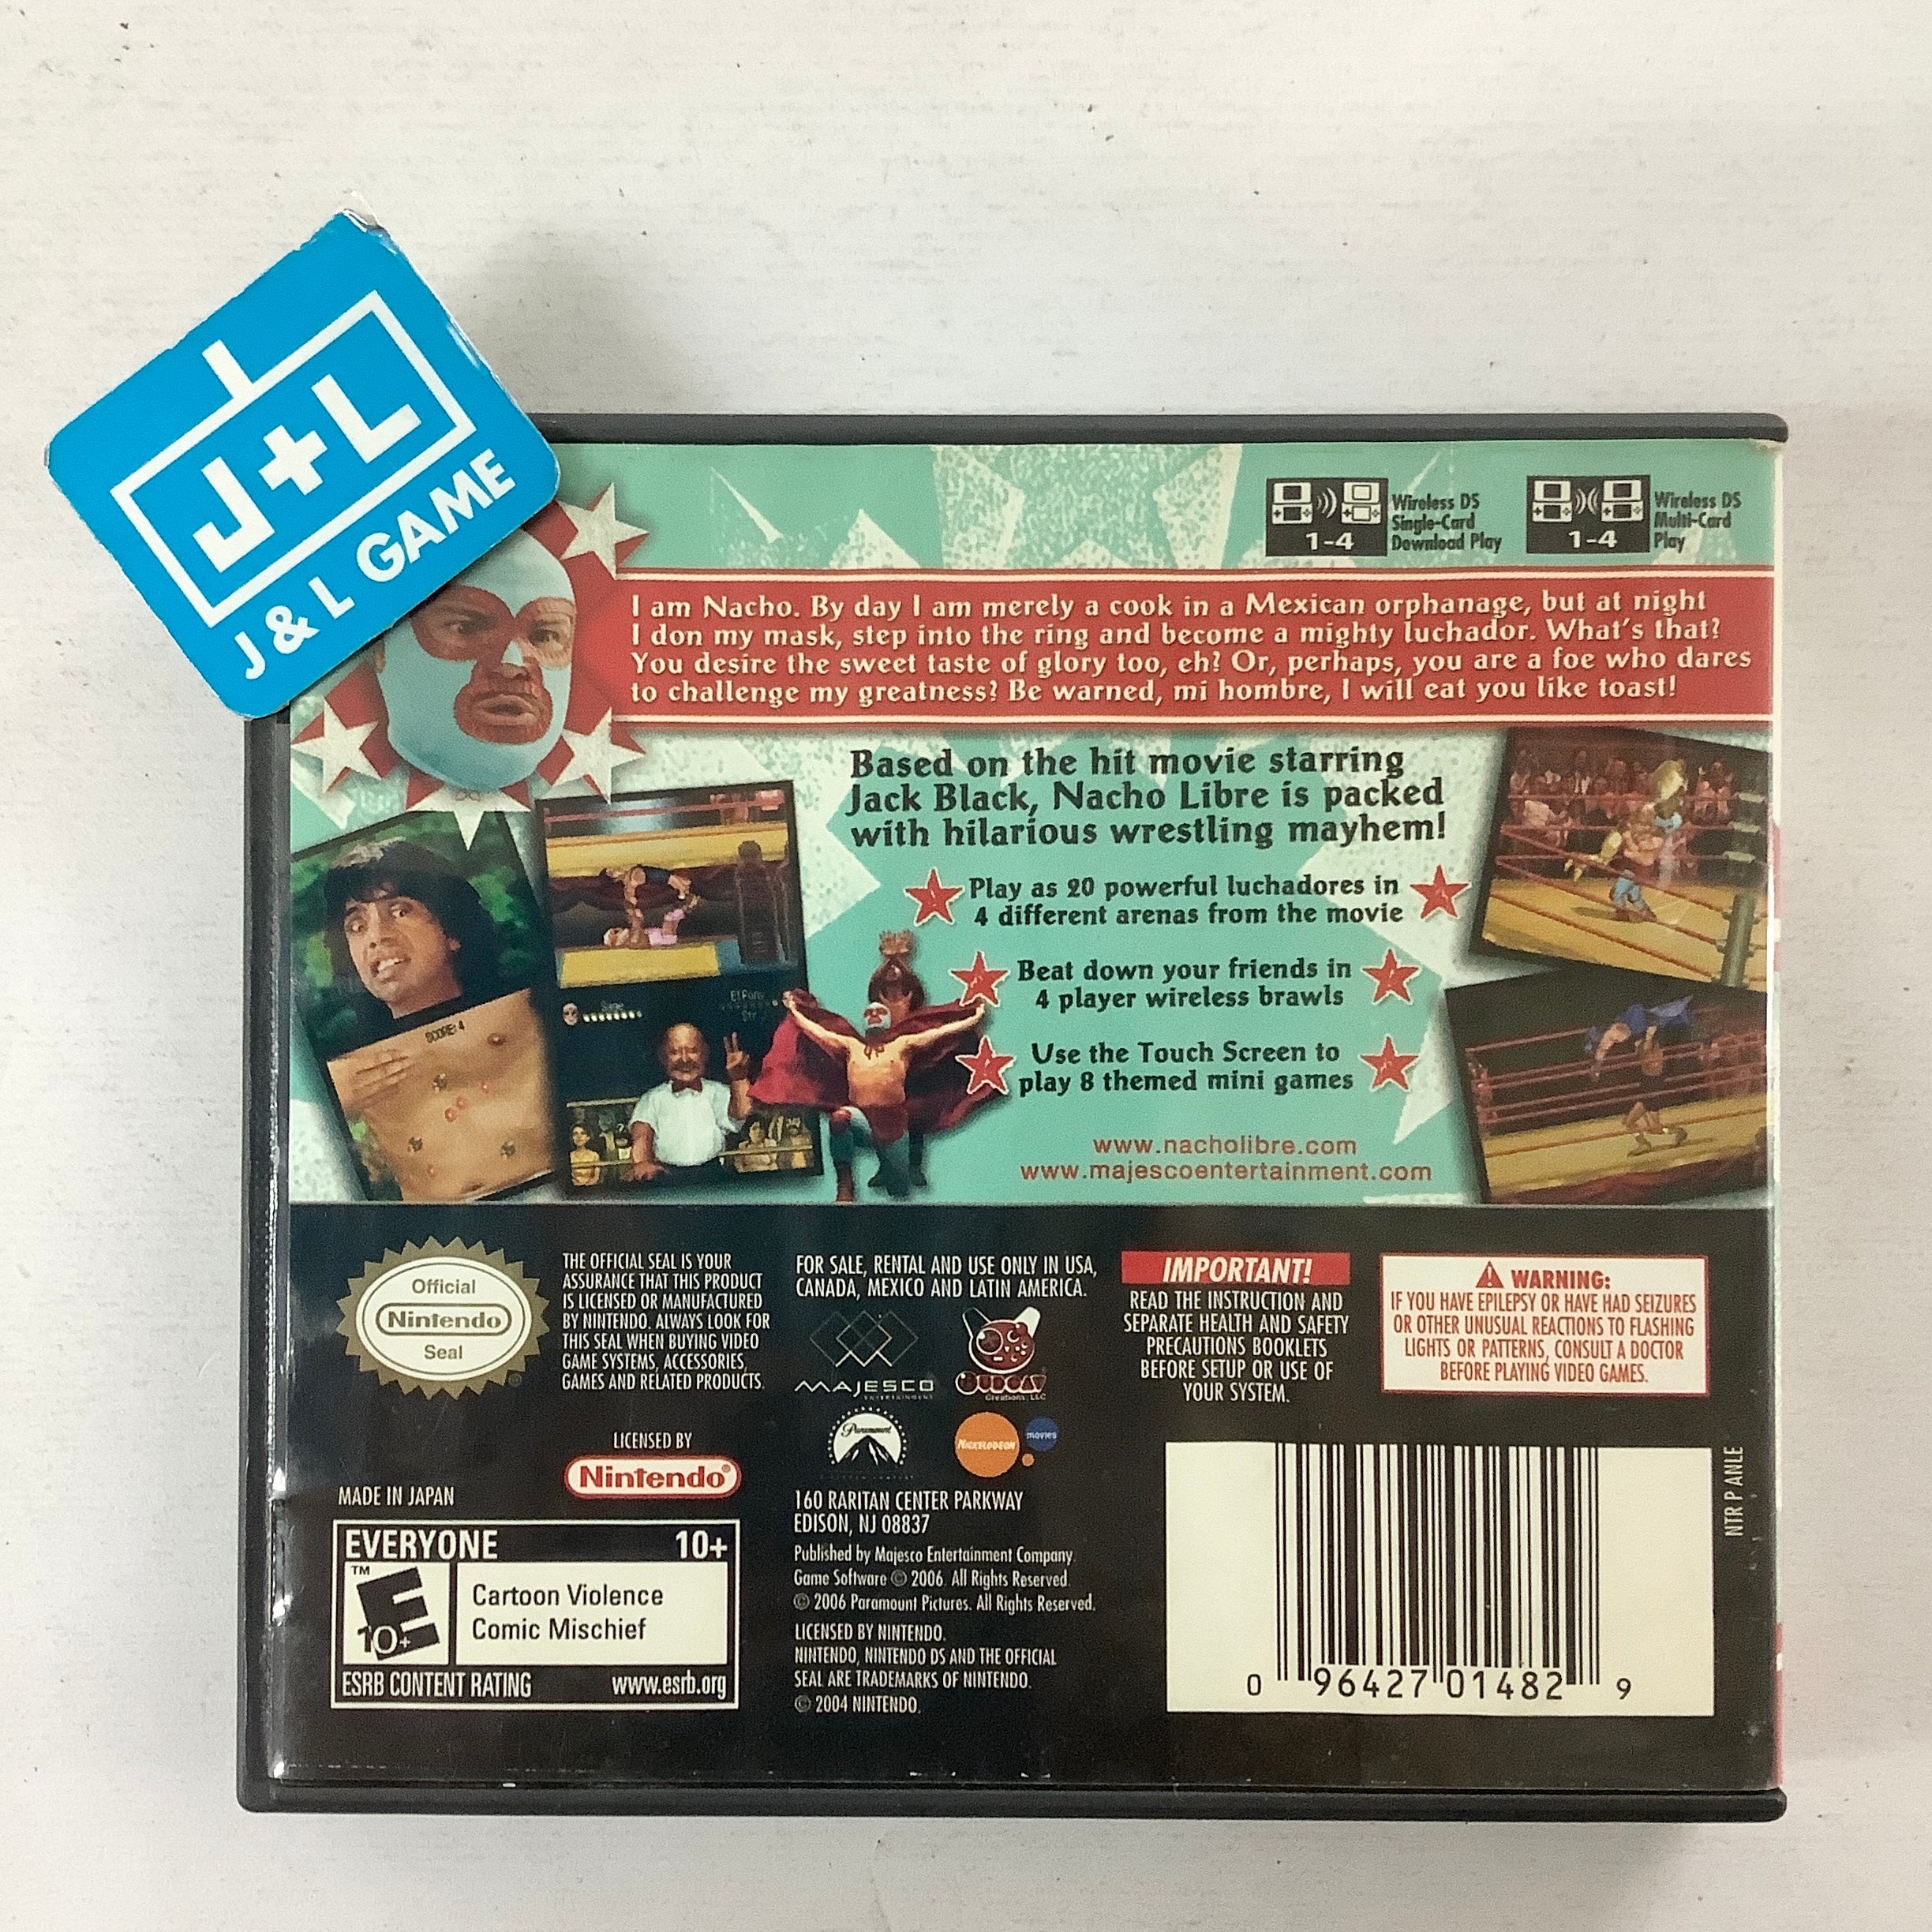 J+L
J & L GAME
Wireless DS
Single-Card
Download Play
1-4
Wireless DS
Multi-Card
Play
1-4
I am Nacho. By day I am merely a cook in a Mexican orphanage, but at night
I don my mask, step into the ring and become a mighty luchador. What's that?
You desire the sweet taste of glory too, eh? Or, perhaps, you are a foe who dares
to challenge my greatness? Be warned, mi hombre, I will eat you like toast!
Based on the hit movie starring
Jack Black, Nacho Libre is packed
with hilarious wrestling mayhem!
Play as 20 powerful luchadores in
4 different arenas from the movie
Beat down your friends in
4 player wireless brawls
Use the Touch Screen to
play 8 themed mini games
SCORE: 4
El Pony
www.nacholibre.com
www.majescoentertainment.com
Official
Nintendo
Seal
THE OFFICIAL SEAL IS YOUR
ASSURANCE THAT THIS PRODUCT
IS LICENSED OR MANUFACTURED
BY NINTENDO. ALWAYS LOOK FOR
THIS SEAL WHEN BUYING VIDEO
GAME SYSTEMS, ACCESSORIES,
GAMES AND RELATED PRODUCTS.
LICENSED BY
Nintendo®
MADE IN JAPAN
EVERYONE 10+
TM
E
10+
Cartoon Violence
Comic Mischief
ESRB CONTENT RATING www.esrb.org
FOR SALE, RENTAL AND USE ONLY IN USA,
CANADA, MEXICO AND LATIN AMERICA.
MAJESCO
ENTERTAINMENT
BUDCAT
Creations, LLC
Paramount
NICKELODEON
movies
160 RARITAN CENTER PARKWAY
EDISON, NJ 08837
Published by Majesco Entertainment Company.
Game Software © 2006. All Rights Reserved.
© 2006 Paramount Pictures. All Rights Reserved.
LICENSED BY NINTENDO.
NINTENDO, NINTENDO DS AND THE OFFICIAL
SEAL ARE TRADEMARKS OF NINTENDO.
© 2004 NINTENDO.
IMPORTANT!
READ THE INSTRUCTION AND
SEPARATE HEALTH AND SAFETY
PRECAUTIONS BOOKLETS
BEFORE SETUP OR USE OF
YOUR SYSTEM.
WARNING:
IF YOU HAVE EPILEPSY OR HAVE HAD SEIZURES
OR OTHER UNUSUAL REACTIONS TO FLASHING
LIGHTS OR PATTERNS, CONSULT A DOCTOR
BEFORE PLAYING VIDEO GAMES.
NTR P ANLE
0 96427 01482 9